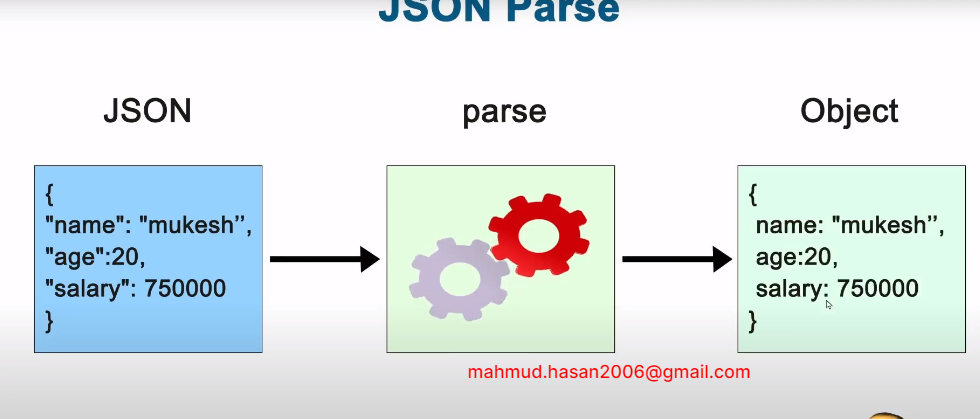 JSON Parse
JSON
parse
Object
{
"name": "mukesh’’,
"age":20,
"salary": 750000
}
{
name: "mukesh’’,
age:20,
salary: 750000
}
mahmud.hasan2006@gmail.com